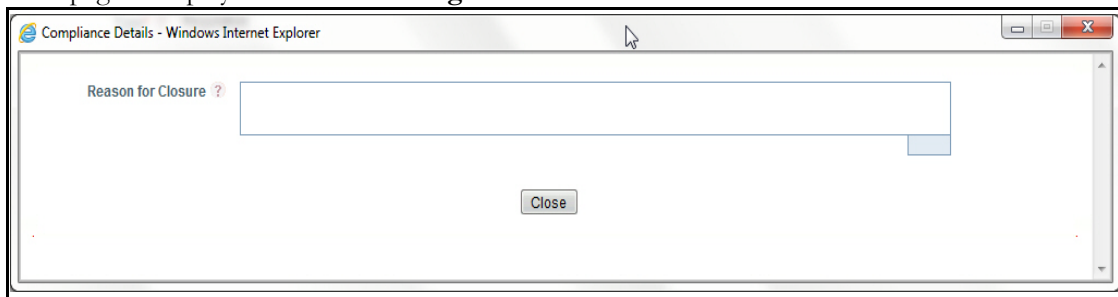 Compliance Details - Windows Internet Explorer
Reason for Closure ?
Close